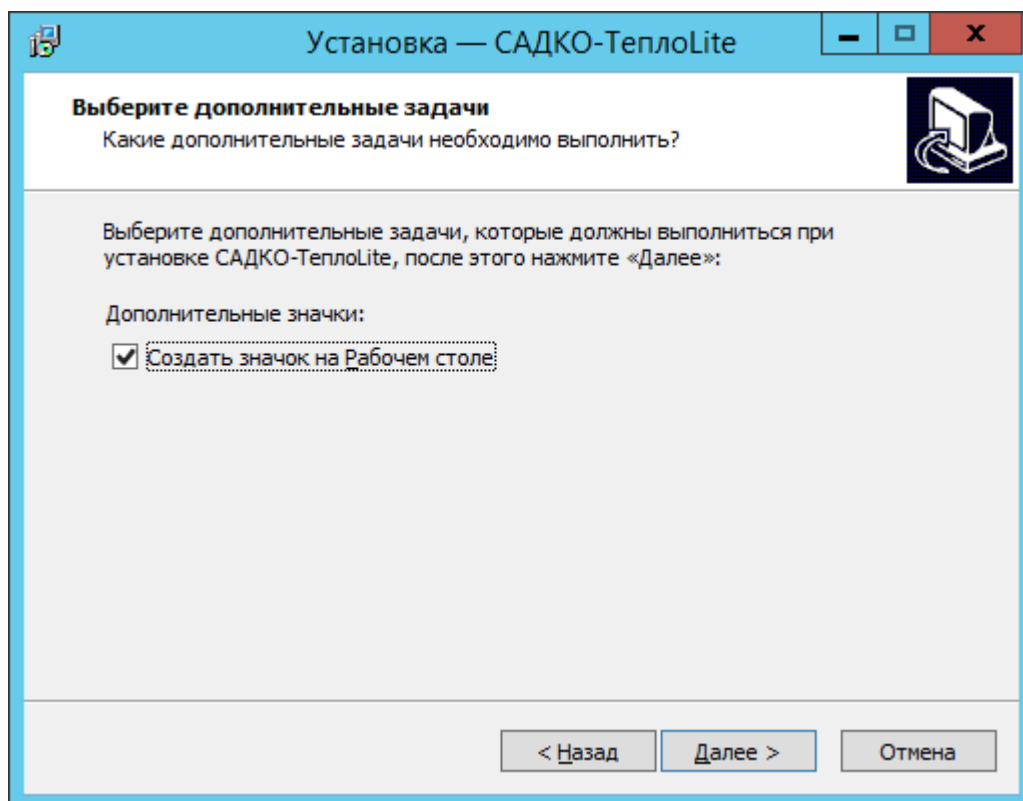 Установка — САДКО-ТеплоLite
Выберите дополнительные задачи
Какие дополнительные задачи необходимо выполнить?
Выберите дополнительные задачи, которые должны выполниться при
установке САДКО-ТеплоLite, после этого нажмите «Далее»:
Дополнительные значки:
Создать значок на Рабочем столе
< Назад
Далее >
Отмена